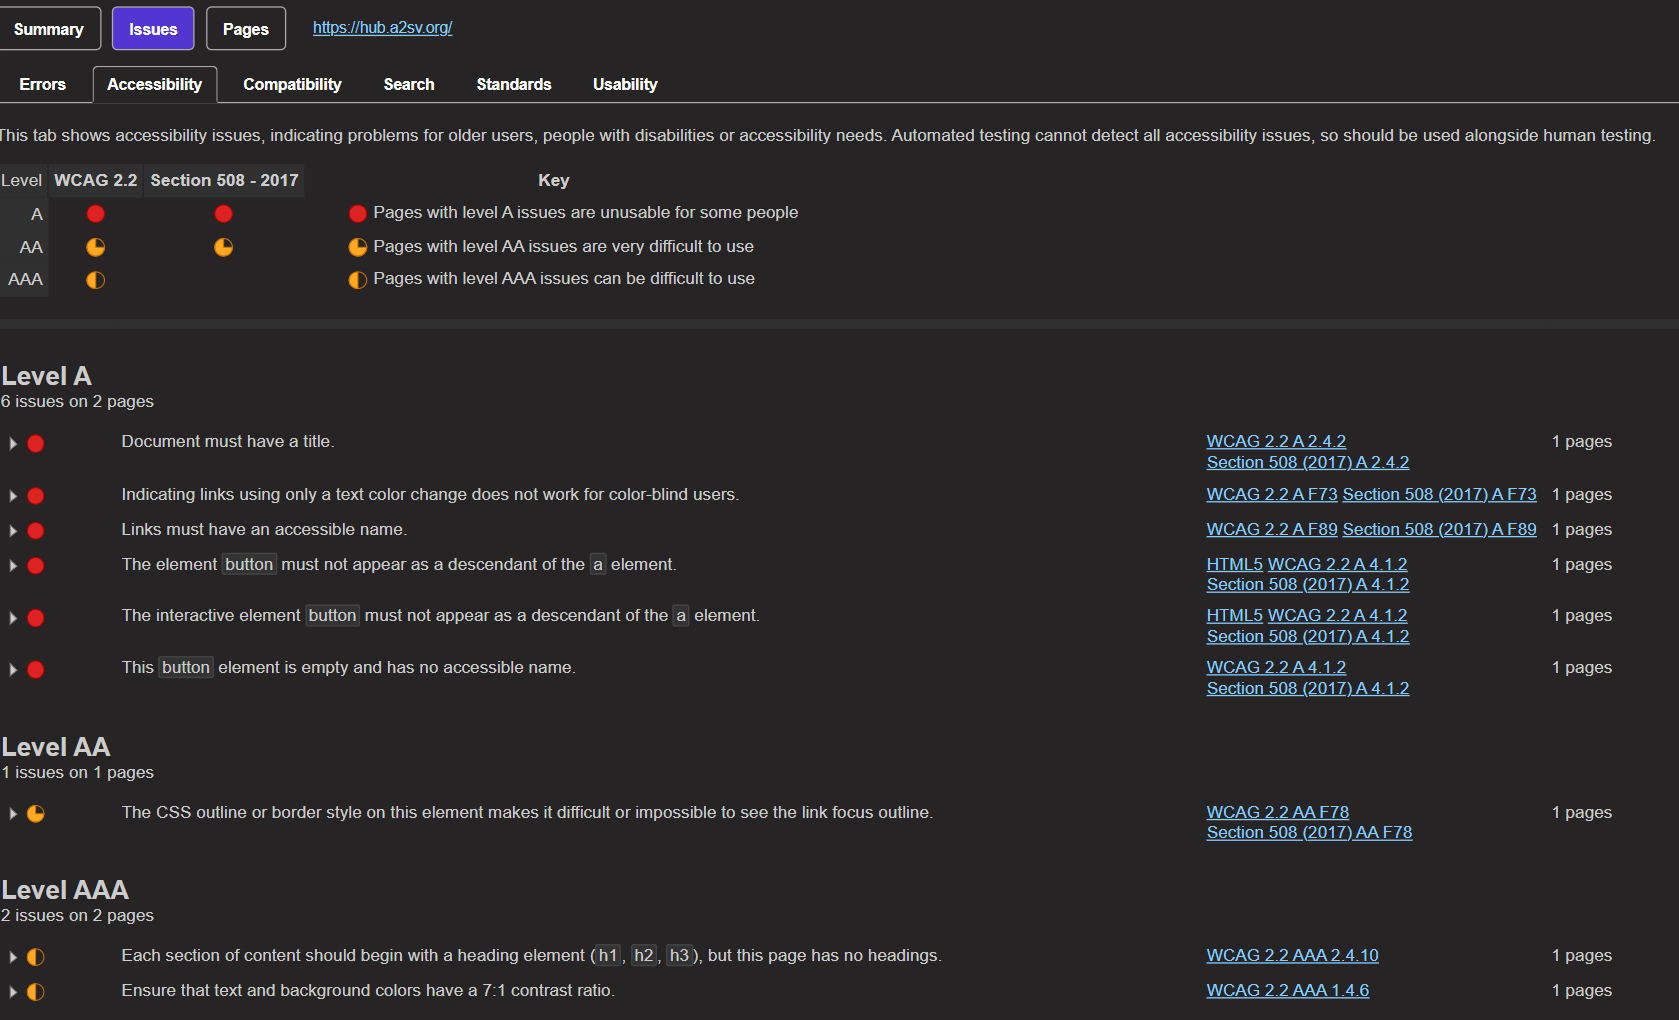 Summary Issues Pages https://hub.a2sv.org/
Errors Accessibility Compatibility Search Standards Usability
This tab shows accessibility issues, indicating problems for older users, people with disabilities or accessibility needs. Automated testing cannot detect all accessibility issues, so should be used alongside human testing.
Level WCAG 2.2 Section 508 - 2017 Key
A Pages with level A issues are unusable for some people
AA Pages with level AA issues are very difficult to use
AAA Pages with level AAA issues can be difficult to use
Level A
6 issues on 2 pages
Document must have a title. WCAG 2.2 A 2.4.2 1 pages
Section 508 (2017) A 2.4.2
Indicating links using only a text color change does not work for color-blind users. WCAG 2.2 A F73 Section 508 (2017) A F73 1 pages
Links must have an accessible name. WCAG 2.2 A F89 Section 508 (2017) A F89 1 pages
The element button must not appear as a descendant of the a element. HTML5 WCAG 2.2 A 4.1.2 1 pages
Section 508 (2017) A 4.1.2
The interactive element button must not appear as a descendant of the a element. HTML5 WCAG 2.2 A 4.1.2 1 pages
Section 508 (2017) A 4.1.2
This button element is empty and has no accessible name. WCAG 2.2 A 4.1.2 1 pages
Section 508 (2017) A 4.1.2
Level AA
1 issues on 1 pages
The CSS outline or border style on this element makes it difficult or impossible to see the link focus outline. WCAG 2.2 AA F78 1 pages
Section 508 (2017) AA F78
Level AAA
2 issues on 2 pages
Each section of content should begin with a heading element (h1, h2, h3), but this page has no headings. WCAG 2.2 AAA 2.4.10 1 pages
Ensure that text and background colors have a 7:1 contrast ratio. WCAG 2.2 AAA 1.4.6 1 pages